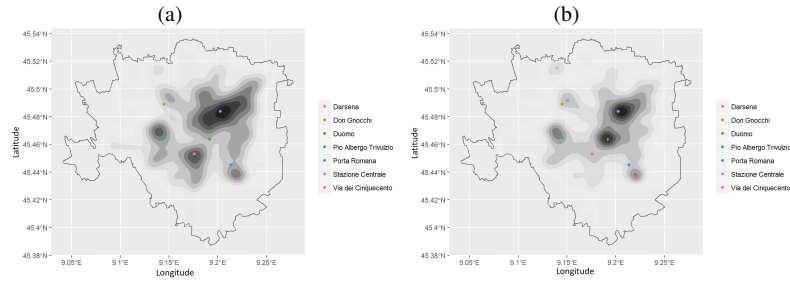 (a)
45.54°N
45.52°N
45.5°N
45.48°N
45.46°N
45.44°N
45.42°N
45.4°N
45.38°N
Latitude
9.05°E 9.1°E 9.15°E 9.2°E 9.25°E
Longitude
Darsena
Don Gnocchi
Duomo
Pio Albergo Trivulzio
Porta Romana
Stazione Centrale
Via dei Cinquecento
(b)
45.54°N
45.52°N
45.5°N
45.48°N
45.46°N
45.44°N
45.42°N
45.4°N
45.38°N
Latitude
9.05°E 9.1°E 9.15°E 9.2°E 9.25°E
Longitude
Darsena
Don Gnocchi
Duomo
Pio Albergo Trivulzio
Porta Romana
Stazione Centrale
Via dei Cinquecento